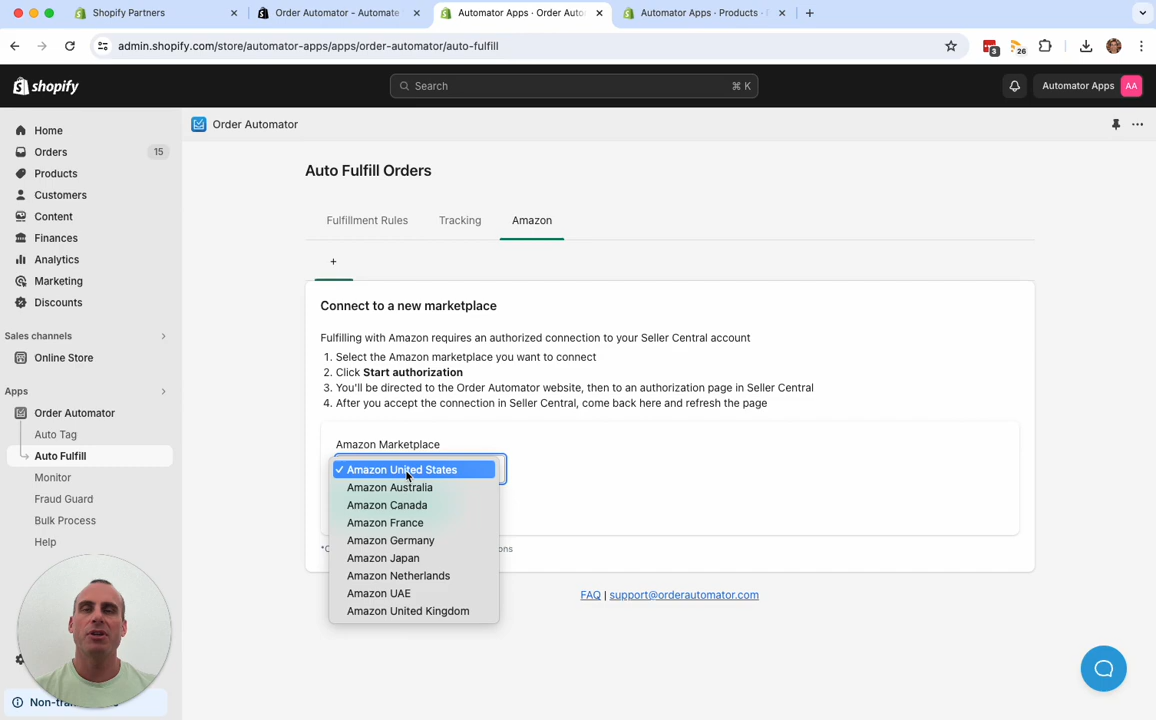 Shopify Partners
Order Automator - Automate
Automator Apps · Order Auto
Automator Apps · Products ·
admin.shopify.com/store/automator-apps/apps/order-automator/auto-fulfill
3
26
shopify
Search
⌘ K
Automator Apps
AA
Home
Orders
15
Products
Customers
Content
Finances
Analytics
Marketing
Discounts
Sales channels
Online Store
Apps
Order Automator
Auto Tag
Auto Fulfill
Monitor
Fraud Guard
Bulk Process
Help
Order Automator
Auto Fulfill Orders
Fulfillment Rules
Tracking
Amazon
+
Connect to a new marketplace
Fulfilling with Amazon requires an authorized connection to your Seller Central account
1. Select the Amazon marketplace you want to connect
2. Click Start authorization
3. You'll be directed to the Order Automator website, then to an authorization page in Seller Central
4. After you accept the connection in Seller Central, come back here and refresh the page
Amazon Marketplace
✓ Amazon United States
Amazon Australia
Amazon Canada
Amazon France
Amazon Germany
Amazon Japan
Amazon Netherlands
Amazon UAE
Amazon United Kingdom
FAQ | support@orderautomator.com